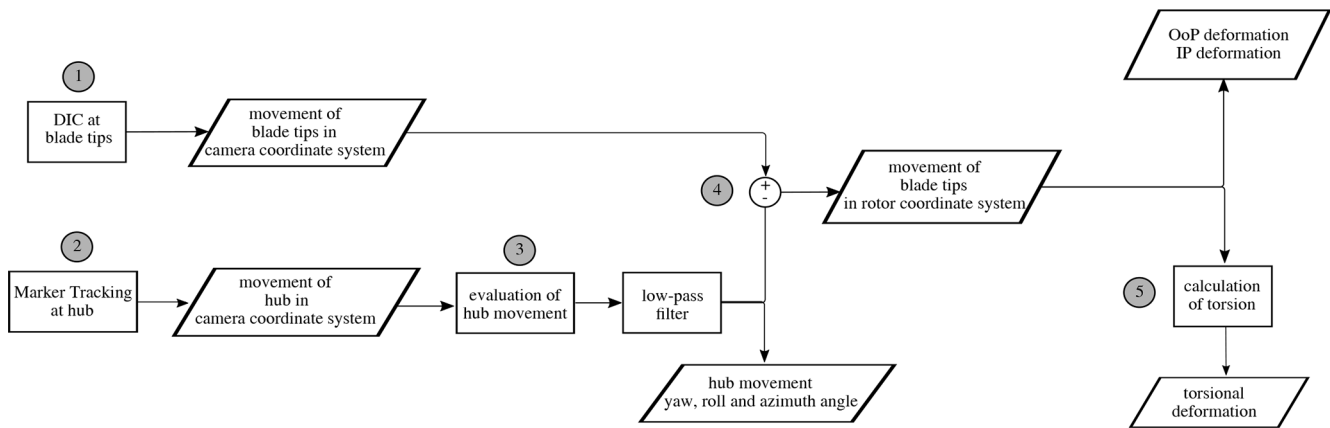 OoP deformation
IP deformation
1
DIC at
blade tips
movement of
blade tips in
camera coordinate system
+
-
4
movement of
blade tips
in rotor coordinate system
2
Marker Tracking
at hub
movement of
hub in
camera coordinate system
3
evaluation of
hub movement
low-pass
filter
5
calculation
of torsion
hub movement
yaw, roll and azimuth angle
torsional
deformation